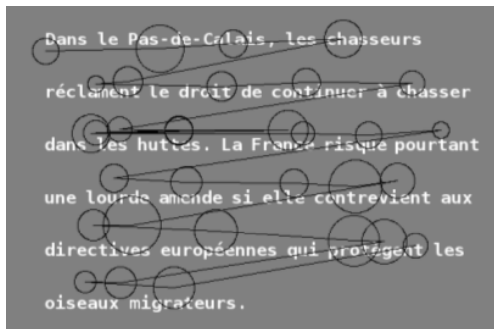 Dans le Pas-de-Calais, les chasseurs
réclament le droit de continuer à chasser
dans les huttes. La France risque pourtant
une lourde amende si elle contrevient aux
directives européennes qui protègent les
oiseaux migrateurs.